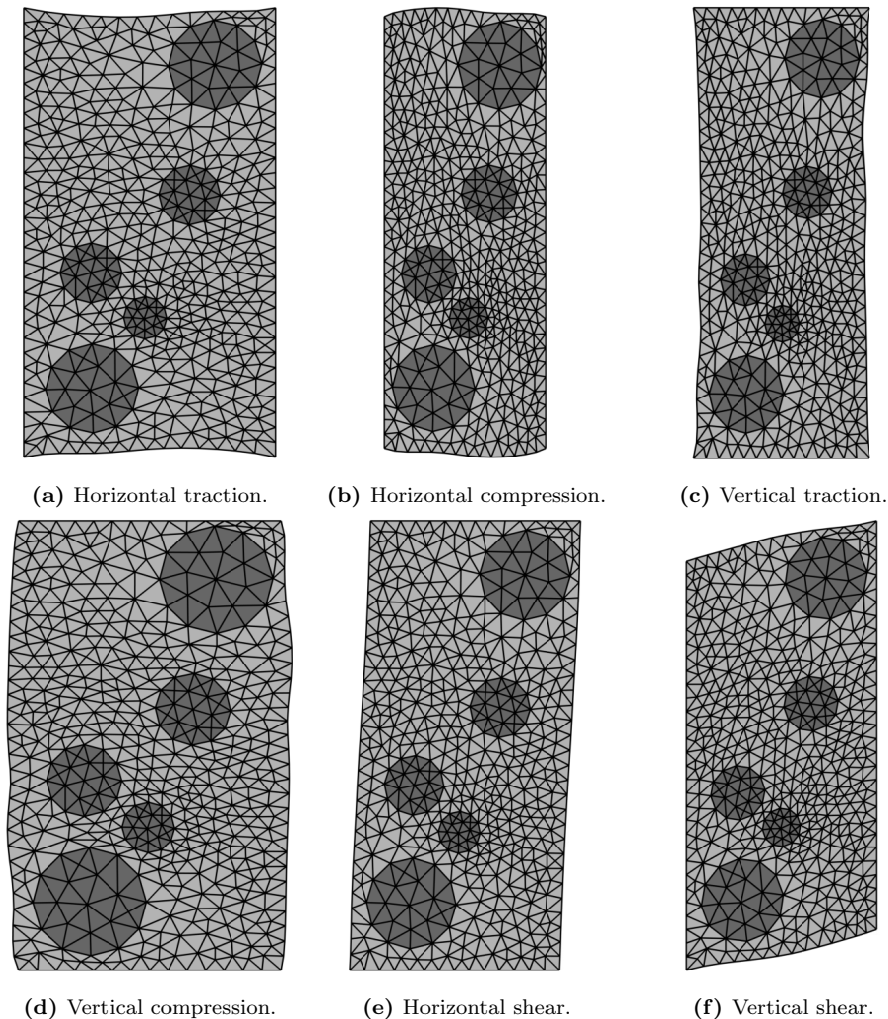 (a) Horizontal traction.
(b) Horizontal compression.
(c) Vertical traction.
(d) Vertical compression.
(e) Horizontal shear.
(f) Vertical shear.